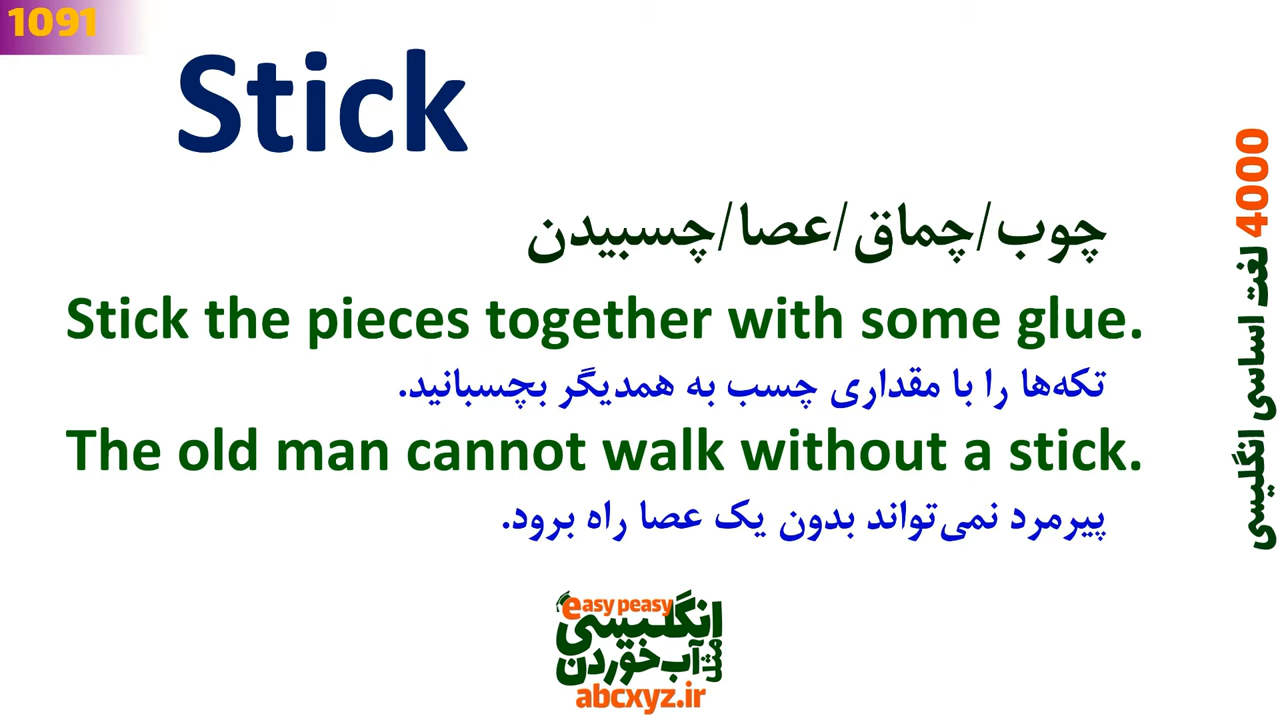 1091
Stick
چوب/چماق/عصا/چسبیدن
Stick the pieces together with some glue.
تکه‌ها را با مقداری چسب به همدیگر بچسبانید.
The old man cannot walk without a stick.
پیرمرد نمی‌تواند بدون یک عصا راه برود.
4000 لغت اساسی انگلیسی
easy peasy
انگلیسی
مثل آب خوردن
abcxyz.ir